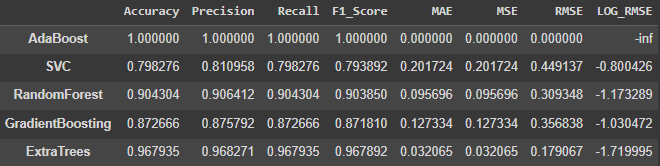 Accuracy Precision Recall F1_Score MAE MSE RMSE LOG_RMSE
AdaBoost 1.000000 1.000000 1.000000 1.000000 0.000000 0.000000 0.000000 -inf
SVC 0.798276 0.810958 0.798276 0.793892 0.201724 0.201724 0.449137 -0.800426
RandomForest 0.904304 0.906412 0.904304 0.903850 0.095696 0.095696 0.309348 -1.173289
GradientBoosting 0.872666 0.875792 0.872666 0.871810 0.127334 0.127334 0.356838 -1.030472
ExtraTrees 0.967935 0.968271 0.967935 0.967892 0.032065 0.032065 0.179067 -1.719995